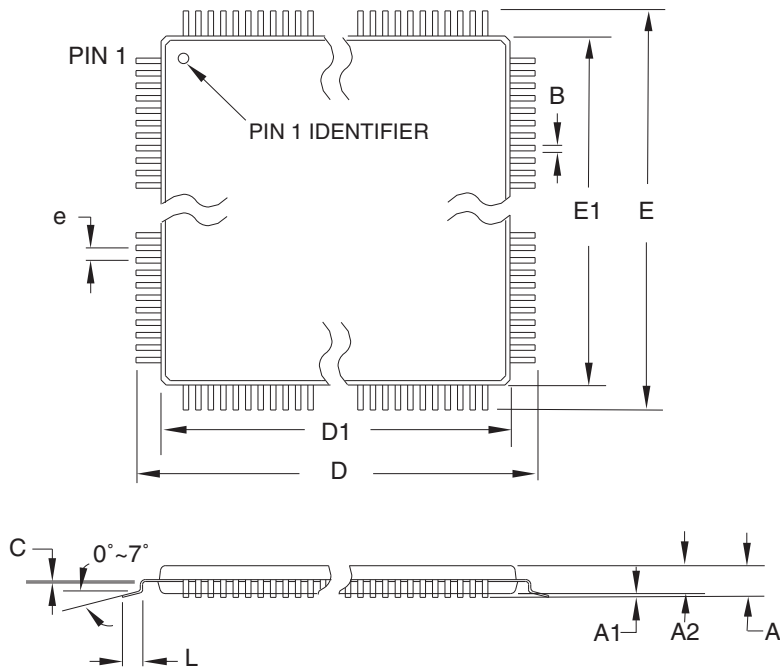 PIN 1
PIN 1 IDENTIFIER
B
e
E1
E
D1
D
C
0°~7°
L
A1
A2
A